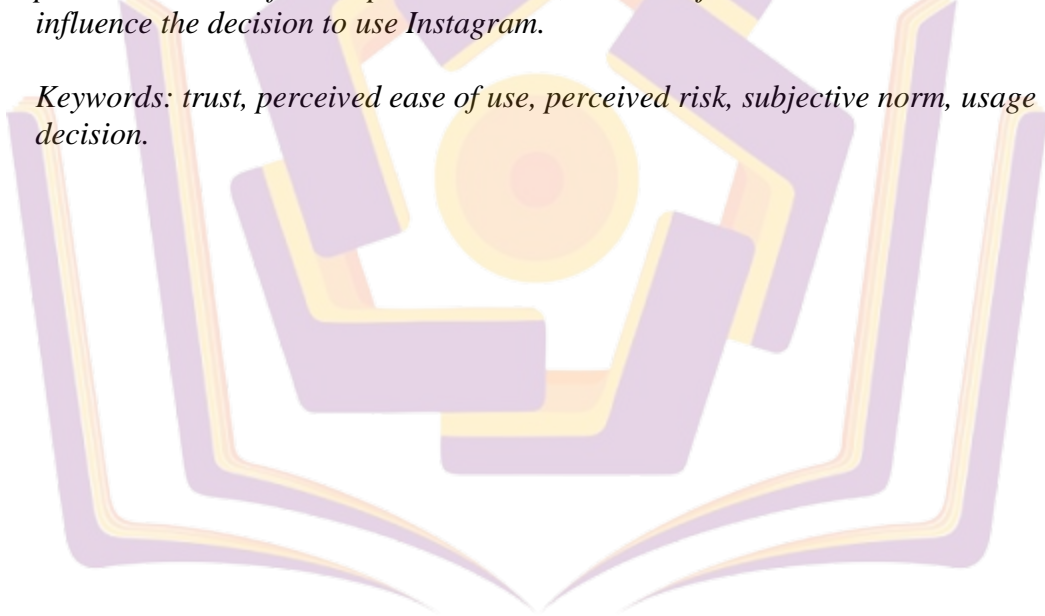 influence the decision to use Instagram.
Keywords: trust, perceived ease of use, perceived risk, subjective norm, usage
decision.